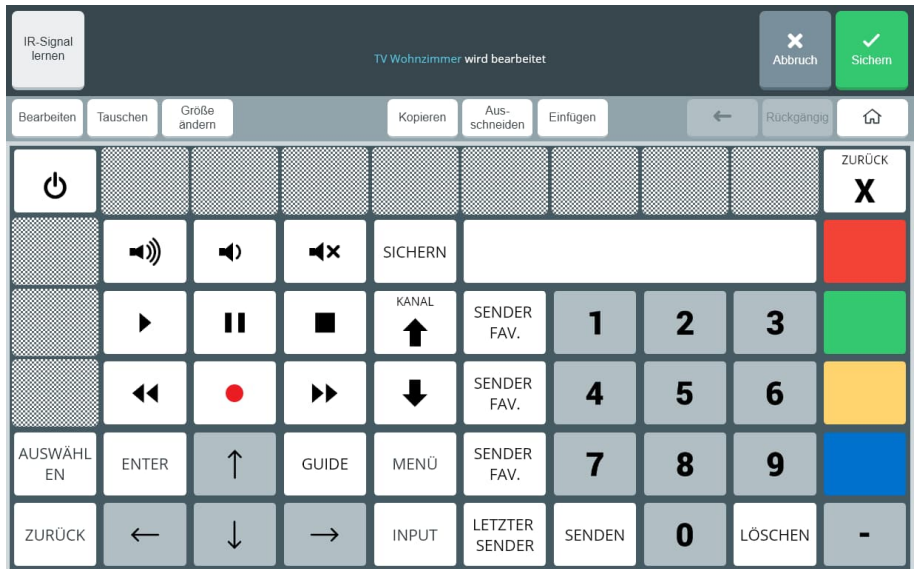 IR-Signal
lernen
TV Wohnzimmer wird bearbeitet
Abbruch
Sichern
Bearbeiten
Tauschen
Größe
ändern
Kopieren
Aus-
schneiden
Einfügen
Rückgängig
ZURÜCK
X
SICHERN
KANAL
SENDER
FAV.
1
2
3
SENDER
FAV.
4
5
6
AUSWÄHL
EN
ENTER
GUIDE
MENÜ
SENDER
FAV.
7
8
9
ZURÜCK
INPUT
LETZTER
SENDER
SENDEN
0
LÖSCHEN
-